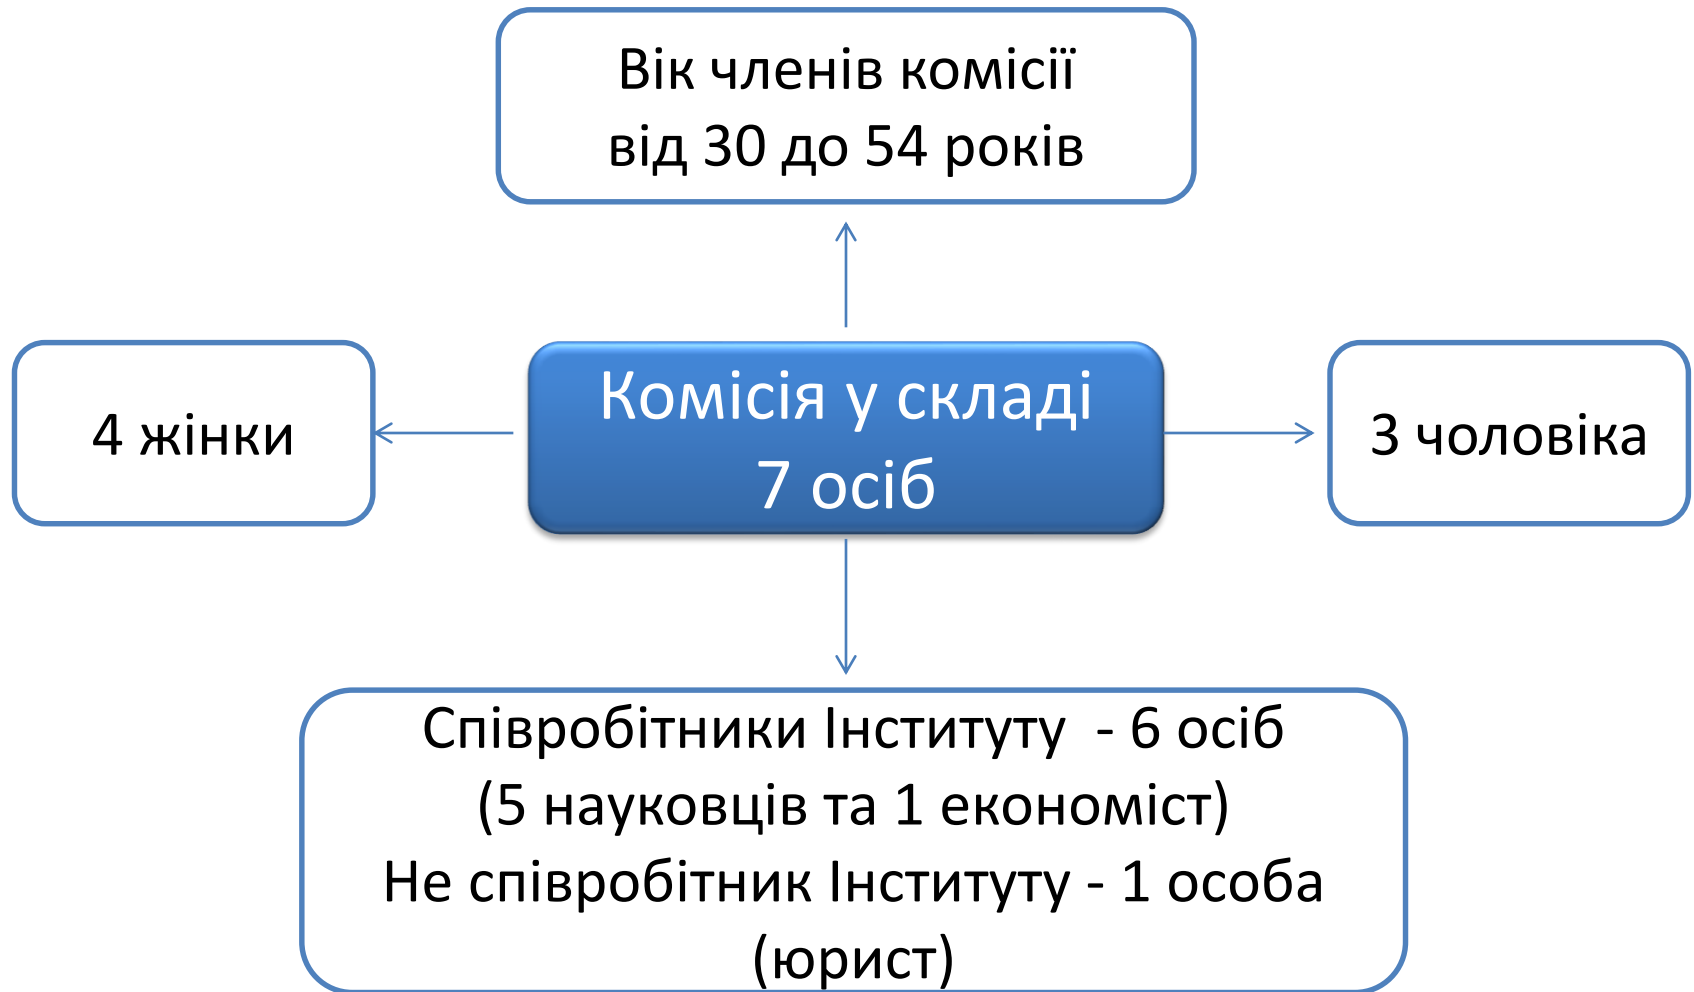 Вік членів комісії
від 30 до 54 років
4 жінки
Комісія у складі
7 осіб
3 чоловіка
Співробітники Інституту  - 6 осіб
(5 науковців та 1 економіст)
Не співробітник Інституту - 1 особа
(юрист)